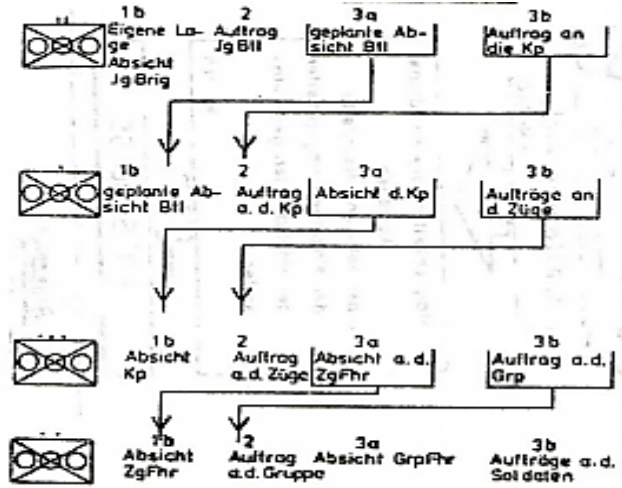 1b 2 3a 3b
Eigene La- Auftrag geplante Ab- Auftrag an
ge Jg Btl sicht Btl die Kp
Absicht
Jg Brig
1b 2 3a 3b
geplante Ab- Auftrag Absicht d. Kp Aufträge an
sicht Btl a. d. Kp d. Züge
1b 2 3a 3b
Absicht Auftrag Absicht a. d. Auftrag a. d.
Kp a.d. Züge ZgFhr Grp
1b 2 3a 3b
Absicht Auftrag Absicht GrpFhr Aufträge a. d.
ZgFhr a.d. Gruppe Soldaten